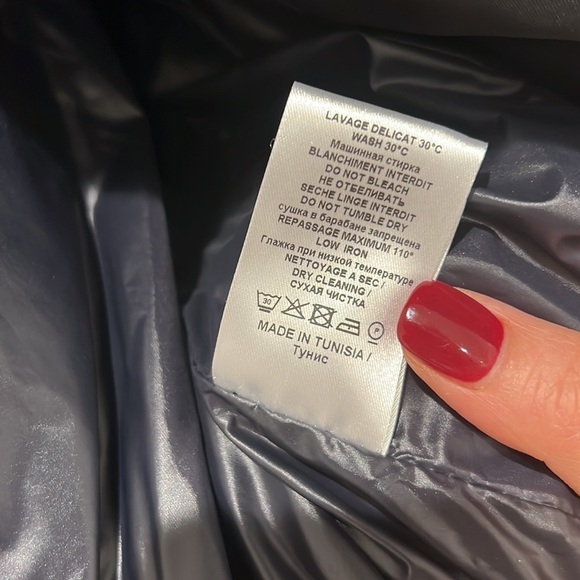 LAVAGE DELICAT 30°C
WASH 30°C
Машинная стирка
BLANCHIMENT INTERDIT
DO NOT BLEACH
НЕ ОТБЕЛИВАТЬ
SECHE LINGE INTERDIT
DO NOT TUMBLE DRY
сушка в барабане запрещена
REPASSAGE MAXIMUM 110°
LOW IRON
Глажка при низкой температуре
NETTOYAGE A SEC /
DRY CLEANING /
СУХАЯ ЧИСТКА
30 P
MADE IN TUNISIA /
Тунис